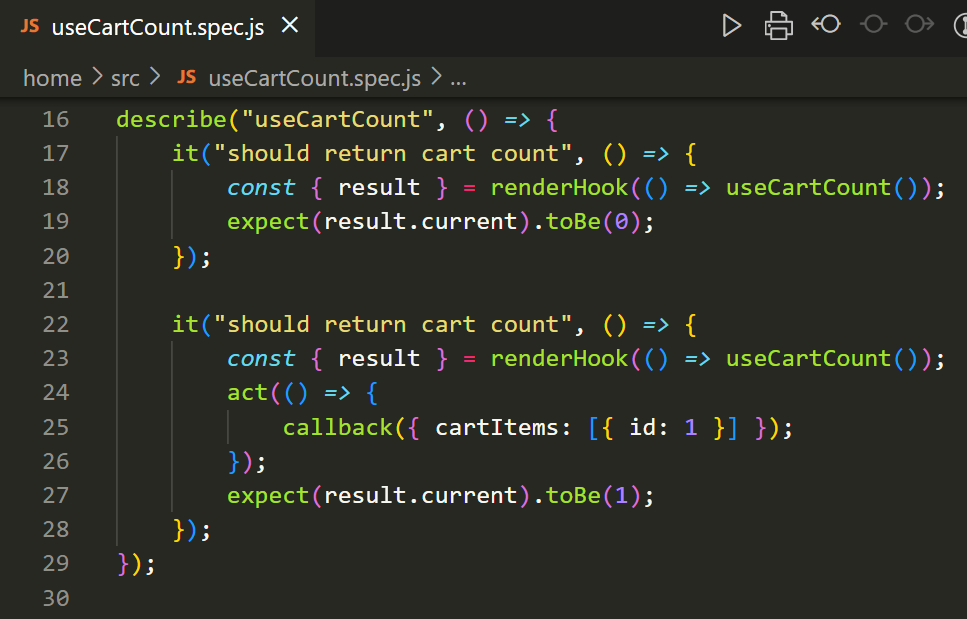 JS useCartCount.spec.js
home > src > JS useCartCount.spec.js > ...
16 describe("useCartCount", () => {
17 it("should return cart count", () => {
18 const { result } = renderHook(() => useCartCount());
19 expect(result.current).toBe(0);
20 });
21
22 it("should return cart count", () => {
23 const { result } = renderHook(() => useCartCount());
24 act(() => {
25 callback({ cartItems: [{ id: 1 }] });
26 });
27 expect(result.current).toBe(1);
28 });
29 });
30